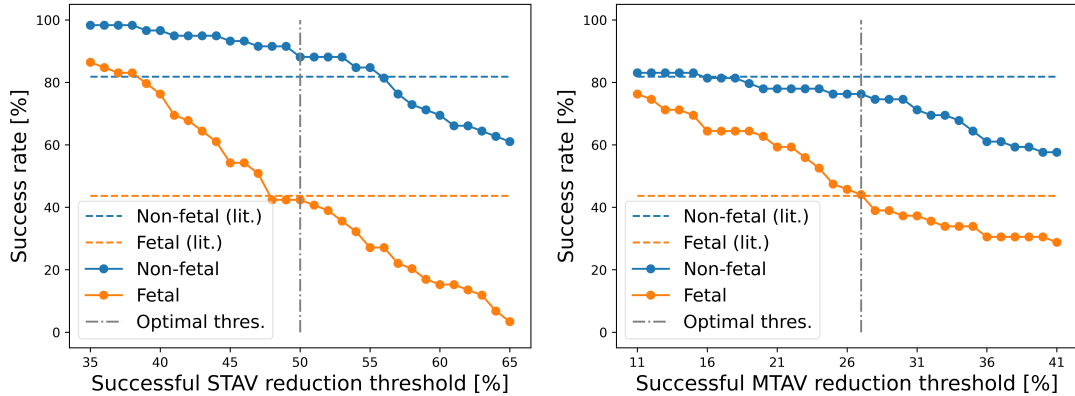 100
80
60
40
20
0
Success rate [%]
Non-fetal (lit.)
Fetal (lit.)
Non-fetal
Fetal
Optimal thres.
35 40 45 50 55 60 65
Successful STAV reduction threshold [%]
100
80
60
40
20
0
Success rate [%]
Non-fetal (lit.)
Fetal (lit.)
Non-fetal
Fetal
Optimal thres.
11 16 21 26 31 36 41
Successful MTAV reduction threshold [%]